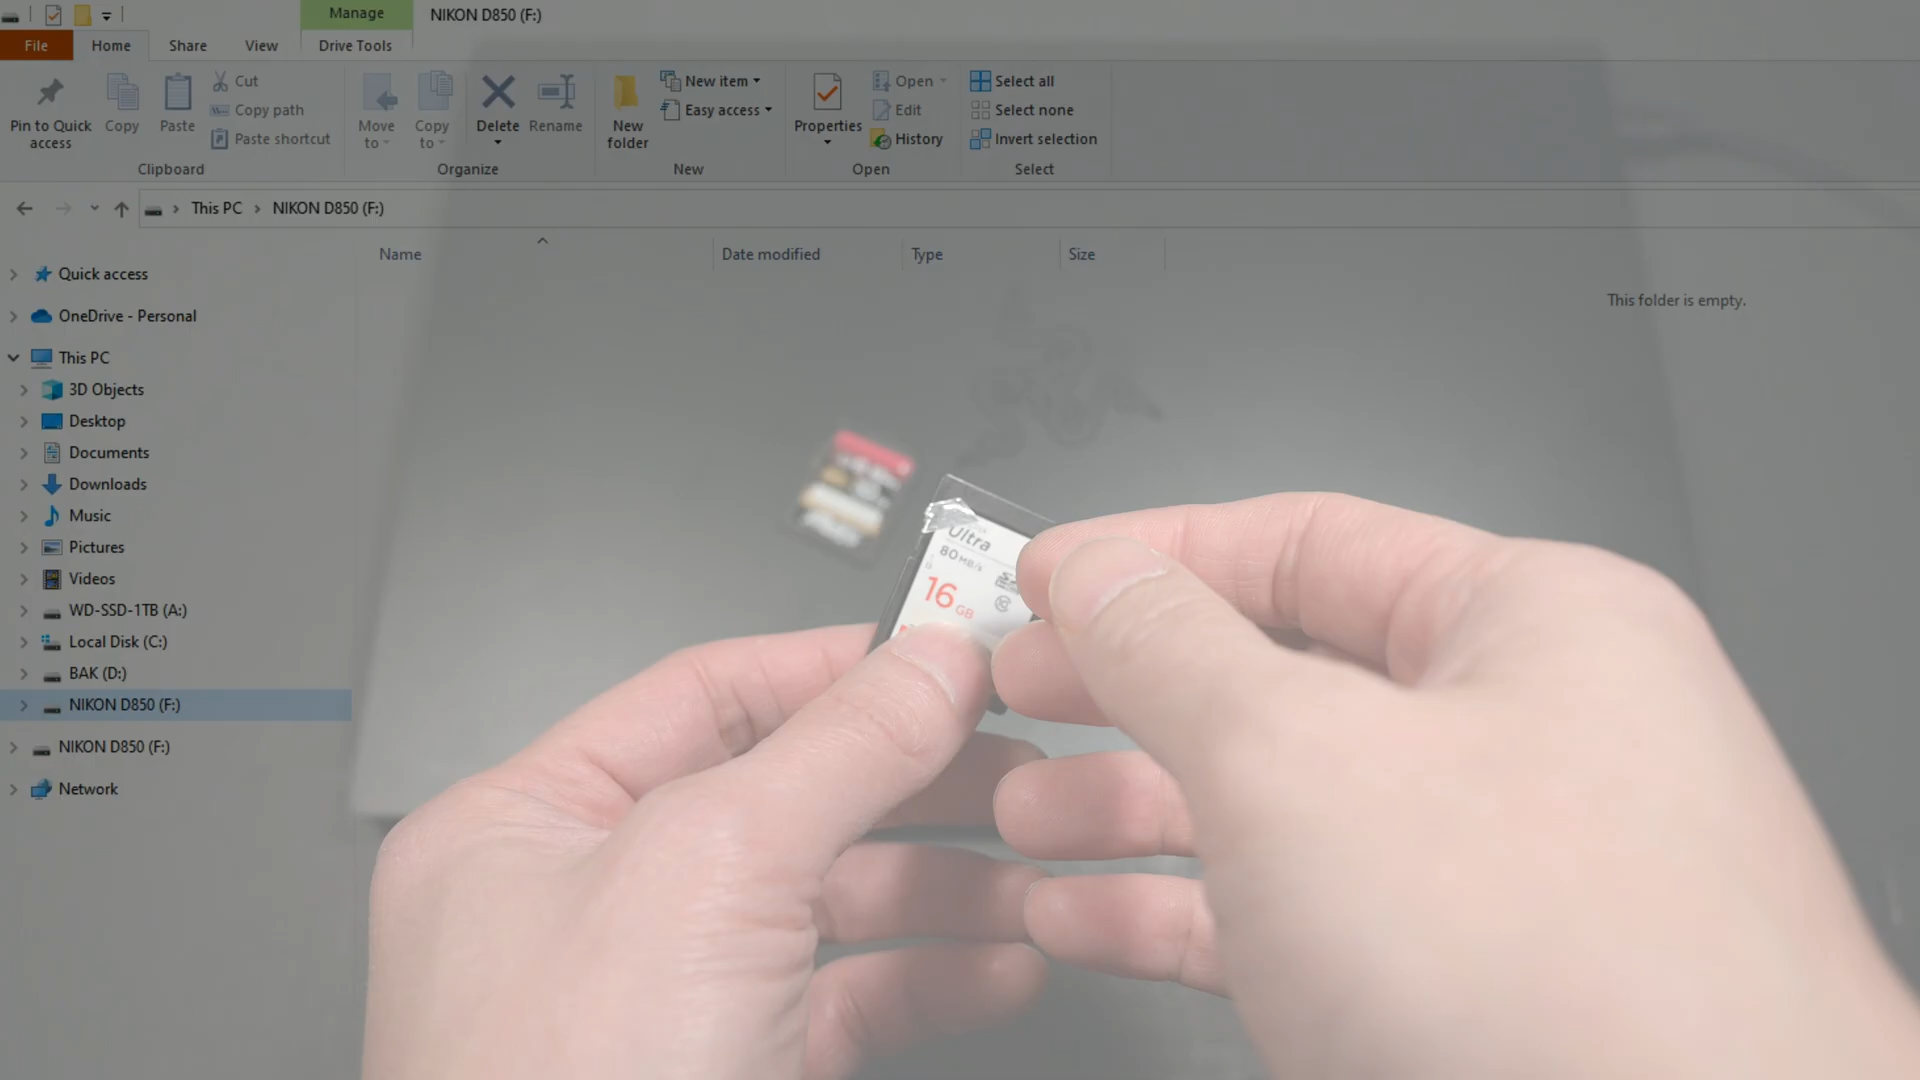 Manage
NIKON D850 (F:)
File
Home
Share
View
Drive Tools
Pin to Quick access
Copy
Paste
Cut
Copy path
Paste shortcut
Clipboard
Move to
Copy to
Delete
Rename
Organize
New folder
New item
Easy access
New
Properties
Open
Edit
History
Open
Select all
Select none
Invert selection
Select
This PC > NIKON D850 (F:)
Name
Date modified
Type
Size
This folder is empty.
Quick access
OneDrive - Personal
This PC
3D Objects
Desktop
Documents
Downloads
Music
Pictures
Videos
WD-SSD-1TB (A:)
Local Disk (C:)
BAK (D:)
NIKON D850 (F:)
NIKON D850 (F:)
Network
Ultra
80 MB/s
16 GB